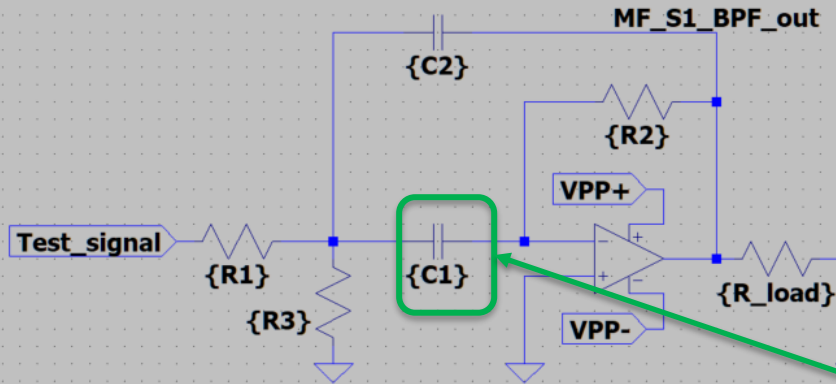 MF_S1_BPF_out
{C2}
{R2}
VPP+
Test_signal
{R1}
{C1}
{R_load}
{R3}
VPP-